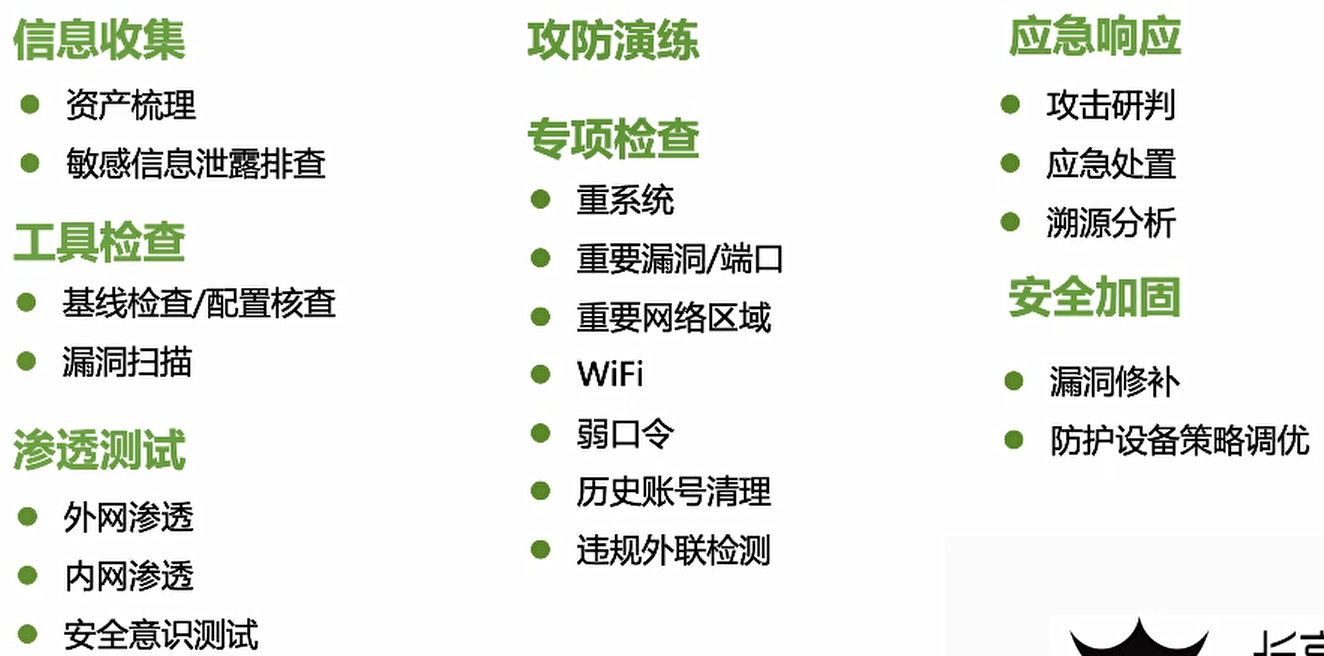 信息收集
资产梳理
敏感信息泄露排查
工具检查
基线检查/配置核查
漏洞扫描
渗透测试
外网渗透
内网渗透
安全意识测试
攻防演练
专项检查
重系统
重要漏洞/端口
重要网络区域
WiFi
弱口令
历史账号清理
违规外联检测
应急响应
攻击研判
应急处置
溯源分析
安全加固
漏洞修补
防护设备策略调优